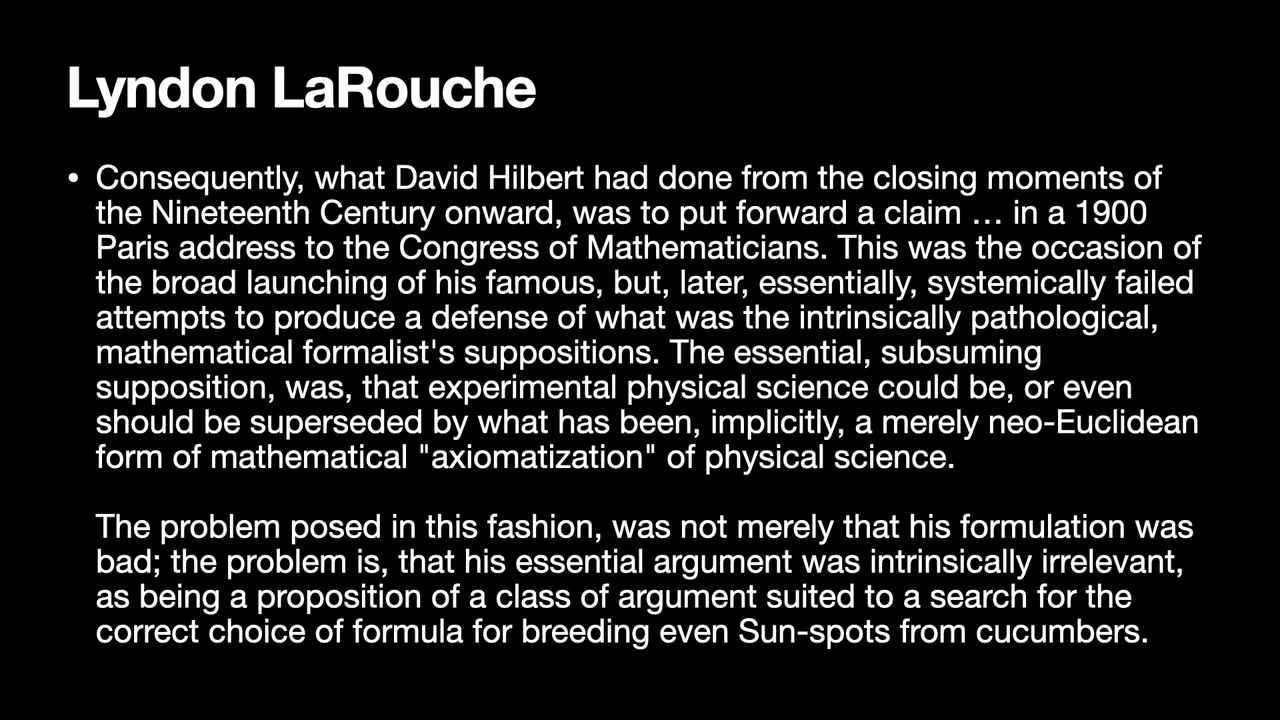 Lyndon LaRouche
• Consequently, what David Hilbert had done from the closing moments of
the Nineteenth Century onward, was to put forward a claim … in a 1900
Paris address to the Congress of Mathematicians. This was the occasion of
the broad launching of his famous, but, later, essentially, systemically failed
attempts to produce a defense of what was the intrinsically pathological,
mathematical formalist's suppositions. The essential, subsuming
supposition, was, that experimental physical science could be, or even
should be superseded by what has been, implicitly, a merely neo-Euclidean
form of mathematical "axiomatization" of physical science.
The problem posed in this fashion, was not merely that his formulation was
bad; the problem is, that his essential argument was intrinsically irrelevant,
as being a proposition of a class of argument suited to a search for the
correct choice of formula for breeding even Sun-spots from cucumbers.